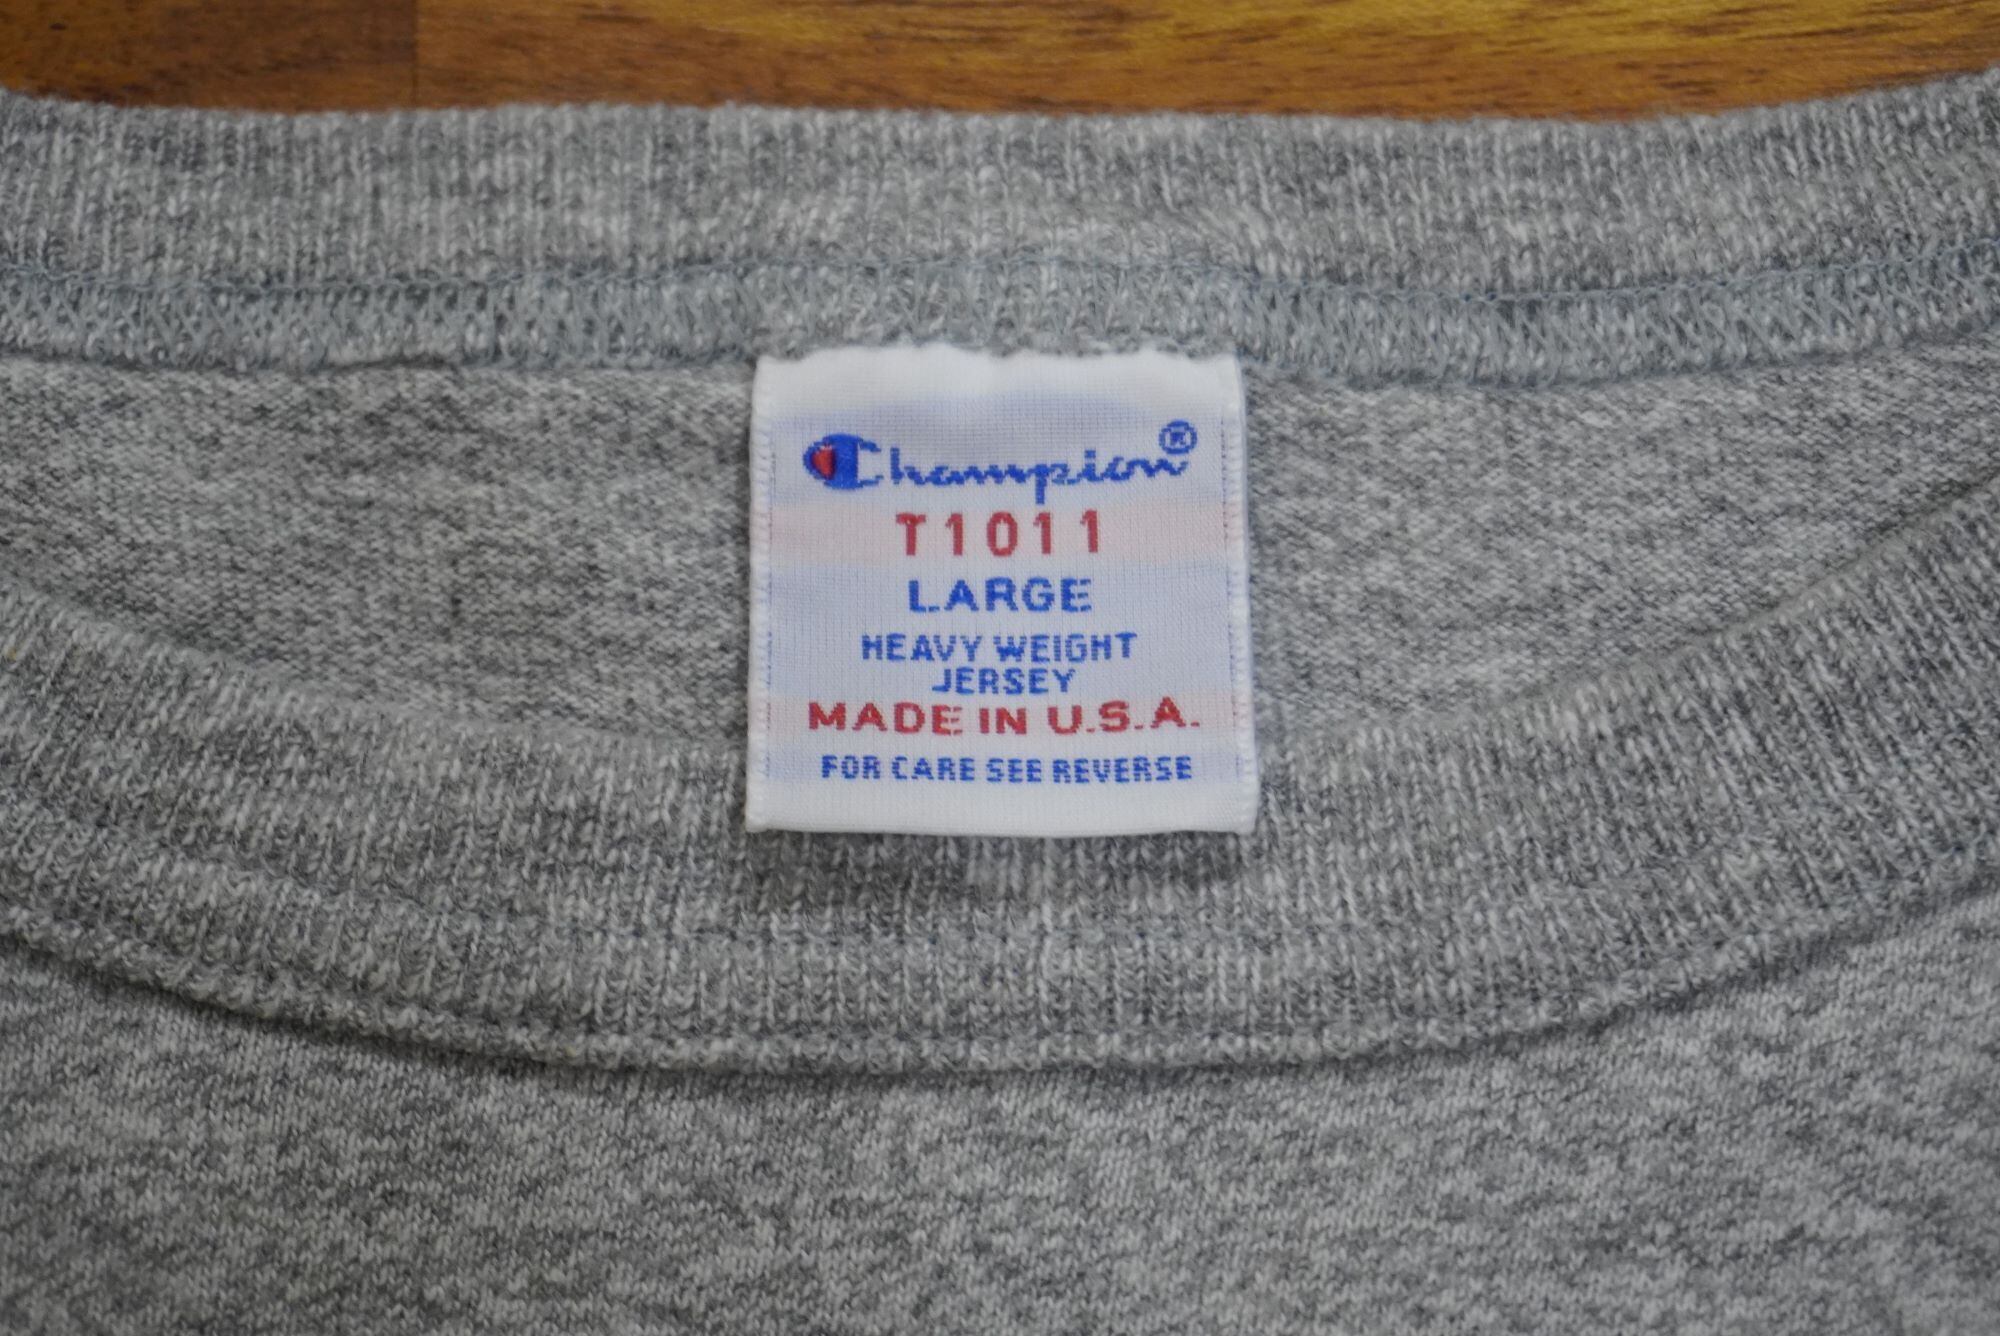 Champion®
T1011
LARGE
HEAVY WEIGHT
JERSEY
MADE IN U.S.A.
FOR CARE SEE REVERSE